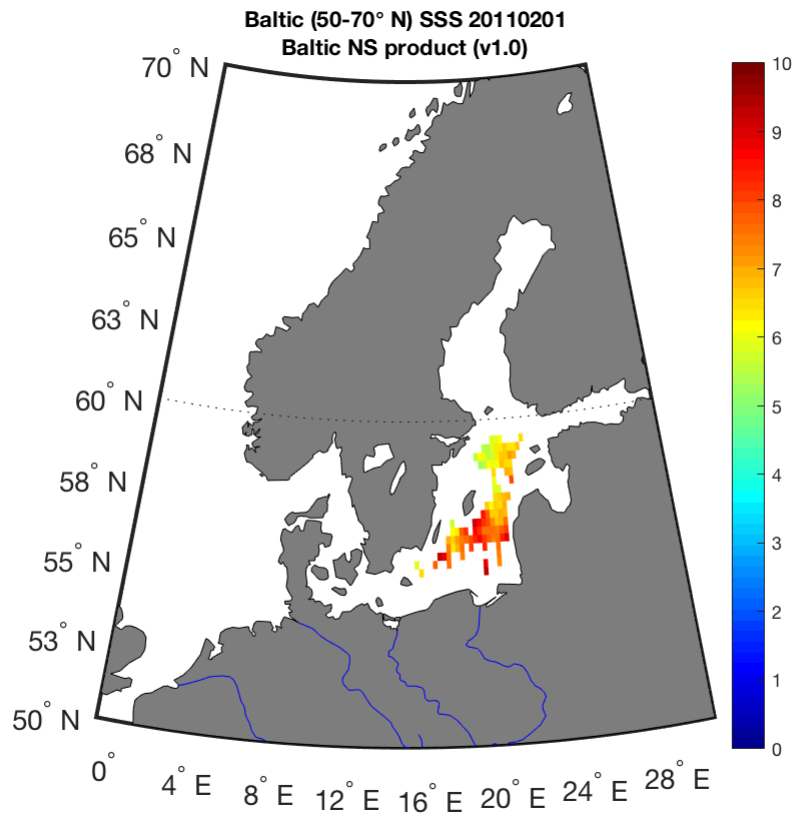 Baltic (50-70° N) SSS 20110201
Baltic NS product (v1.0)
70° N
68° N
65° N
63° N
60° N
58° N
55° N
53° N
50° N
0°
4° E
8° E
12° E
16° E
20° E
24° E
28° E
10
9
8
7
6
5
4
3
2
1
0